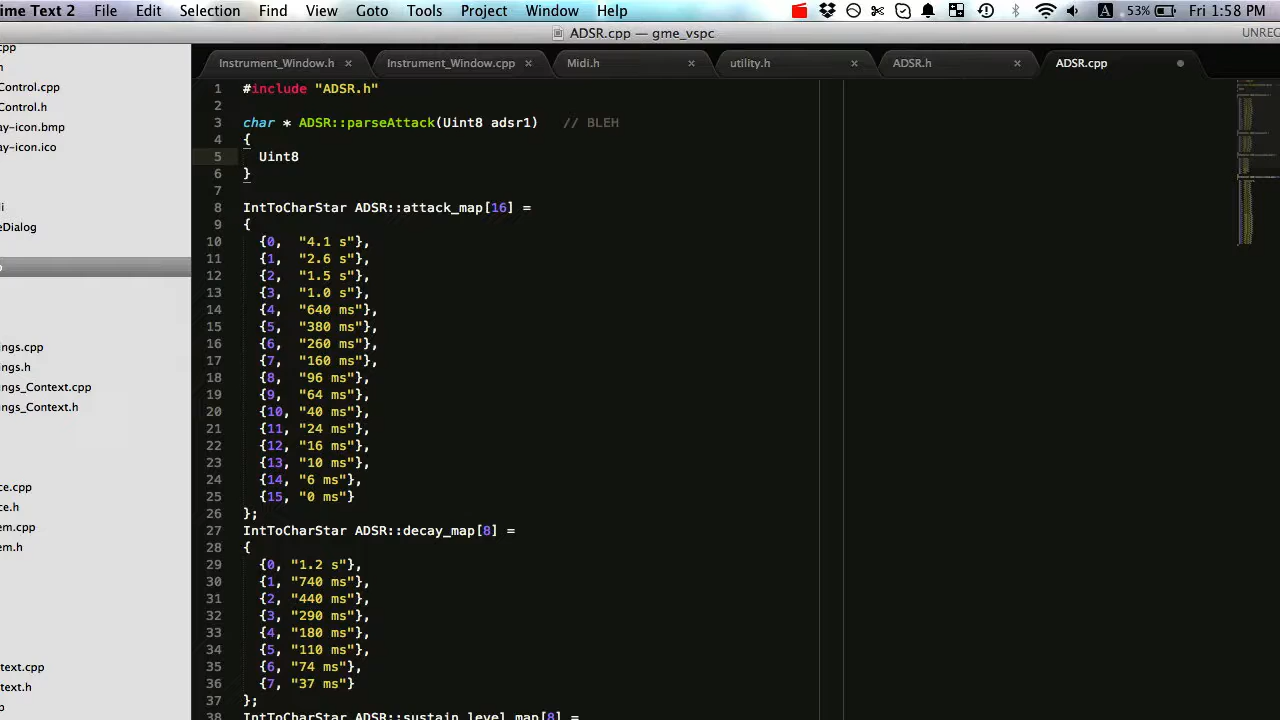 ime Text 2 File Edit Selection Find View Goto Tools Project Window Help A 53% Fri 1:58 PM
ADSR.cpp — gme_vspc UNREC
Instrument_Window.h × Instrument_Window.cpp × Midi.h × utility.h × ADSR.h × ADSR.cpp
cpp
h
Control.cpp
Control.h
ay-icon.bmp
ay-icon.ico
i
eDialog
ngs.cpp
ngs.h
ngs_Context.cpp
ngs_Context.h
ce.cpp
ce.h
em.cpp
em.h
text.cpp
text.h
1 #include "ADSR.h"
2
3 char * ADSR::parseAttack(Uint8 adsr1) // BLEH
4 {
5 Uint8
6 }
7
8 IntToCharStar ADSR::attack_map[16] =
9 {
10 {0, "4.1 s"},
11 {1, "2.6 s"},
12 {2, "1.5 s"},
13 {3, "1.0 s"},
14 {4, "640 ms"},
15 {5, "380 ms"},
16 {6, "260 ms"},
17 {7, "160 ms"},
18 {8, "96 ms"},
19 {9, "64 ms"},
20 {10, "40 ms"},
21 {11, "24 ms"},
22 {12, "16 ms"},
23 {13, "10 ms"},
24 {14, "6 ms"},
25 {15, "0 ms"}
26 };
27 IntToCharStar ADSR::decay_map[8] =
28 {
29 {0, "1.2 s"},
30 {1, "740 ms"},
31 {2, "440 ms"},
32 {3, "290 ms"},
33 {4, "180 ms"},
34 {5, "110 ms"},
35 {6, "74 ms"},
36 {7, "37 ms"}
37 };
38 IntToCharStar ADSR::sustain_level_map[8] =